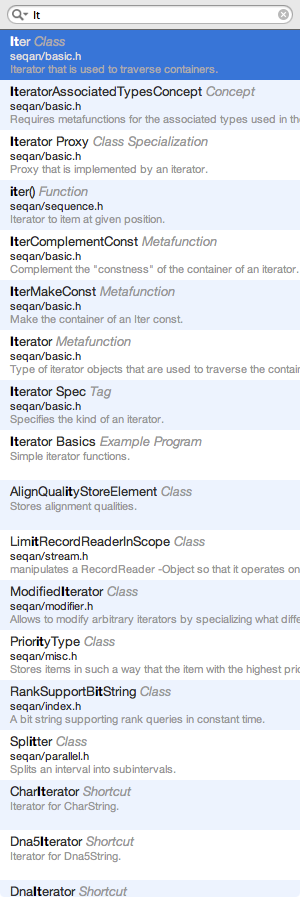 It
Iter Class
seqan/basic.h
Iterator that is used to traverse containers.
IteratorAssociatedTypesConcept Concept
seqan/basic.h
Requires metafunctions for the associated types used in the
Iterator Proxy Class Specialization
seqan/basic.h
Proxy that is implemented by an iterator.
iter() Function
seqan/sequence.h
Iterator to item at given position.
IterComplementConst Metafunction
seqan/basic.h
Complement the "constness" of the container of an iterator.
IterMakeConst Metafunction
seqan/basic.h
Make the container of an Iter const.
Iterator Metafunction
seqan/basic.h
Type of iterator objects that are used to traverse the contain
Iterator Spec Tag
seqan/basic.h
Specifies the kind of an iterator.
Iterator Basics Example Program
Simple iterator functions.
AlignQualityStoreElement Class
Stores alignment qualities.
LimitRecordReaderInScope Class
seqan/stream.h
manipulates a RecordReader -Object so that it operates on
ModifiedIterator Class
seqan/modifier.h
Allows to modify arbitrary iterators by specializing what diffe
PriorityType Class
seqan/misc.h
Stores items in such a way that the item with the highest prio
RankSupportBitString Class
seqan/index.h
A bit string supporting rank queries in constant time.
Splitter Class
seqan/parallel.h
Splits an interval into subintervals.
CharIterator Shortcut
Iterator for CharString.
Dna5Iterator Shortcut
Iterator for Dna5String.
DnaIterator Shortcut